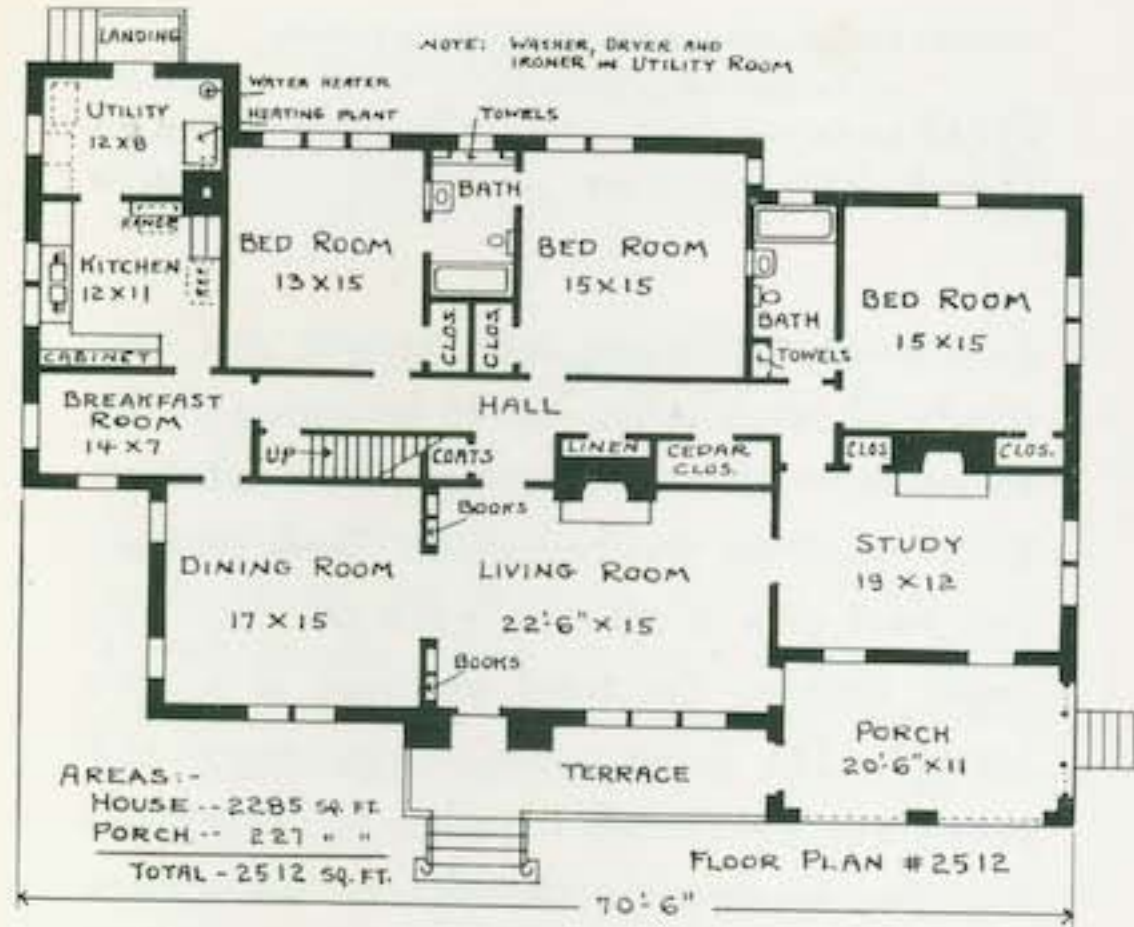 LANDING
NOTE: WASHER, DRYER AND
IRONER IN UTILITY ROOM
WATER HEATER
UTILITY
12 X 8
HEATING PLANT
TOWELS
BATH
RANGE
BED ROOM
13 X 15
BED ROOM
15 X 15
KITCHEN
12 X 11
REF.
BED ROOM
15 X 15
BATH
TOWELS
CLOS.
CLOS.
CABINET
BREAKFAST
ROOM
14 X 7
HALL
UP
COATS
LINEN
CEDAR
CLOS.
CLOS
CLOS.
BOOKS
DINING ROOM
17 X 15
LIVING ROOM
22'-6" X 15
STUDY
19 X 12
BOOKS
PORCH
20'-6" X 11
TERRACE
AREAS:-
HOUSE -- 2285 SQ. FT.
PORCH -- 227 " "
TOTAL - 2512 SQ. FT.
FLOOR PLAN #2512
70'-6"